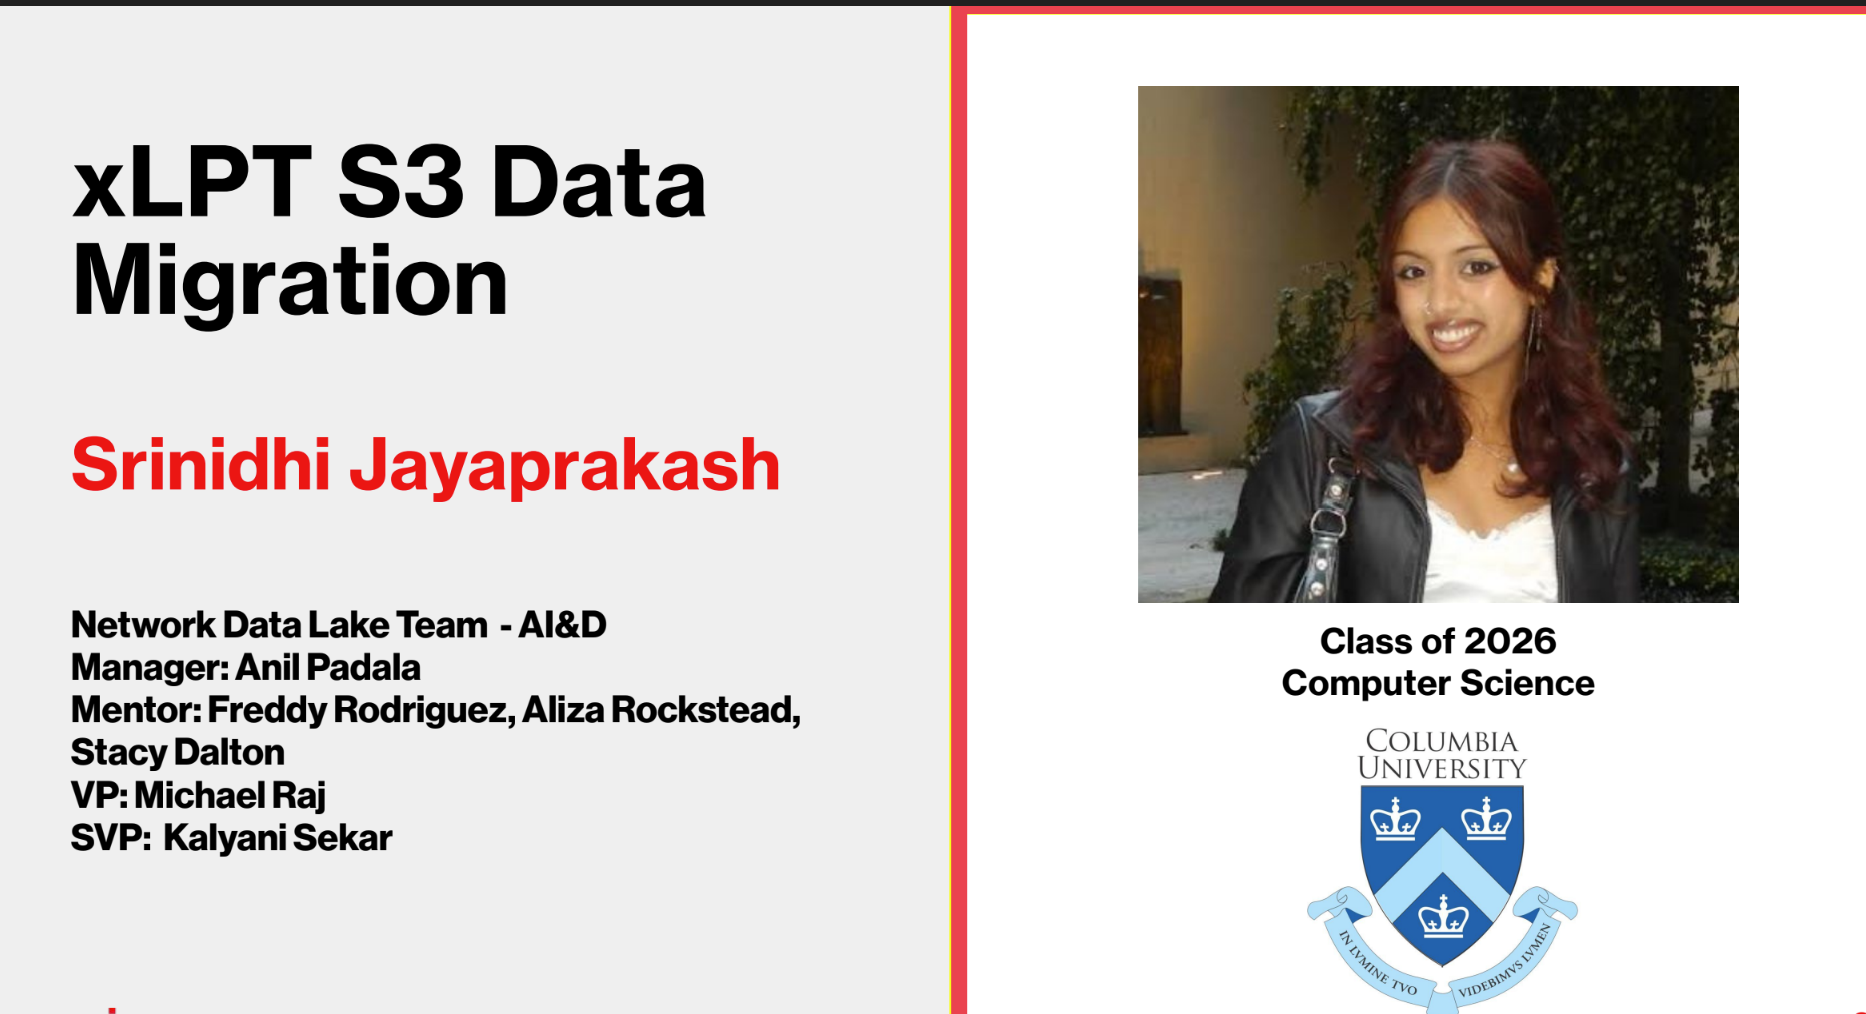 xLPT S3 Data
Migration
Srinidhi Jayaprakash
Network Data Lake Team - AI&D
Manager: Anil Padala
Mentor: Freddy Rodriguez, Aliza Rockstead,
Stacy Dalton
VP: Michael Raj
SVP: Kalyani Sekar
Class of 2026
Computer Science
COLUMBIA
UNIVERSITY
IN LVMINE TVO VIDEBIMVS LVMEN